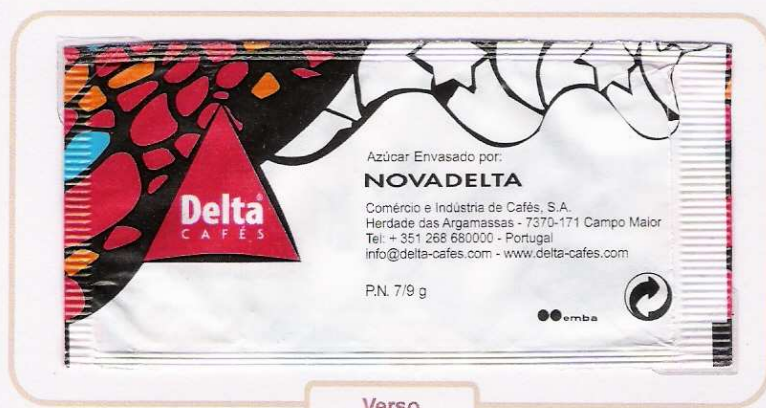 Delta®
CAFÉS
Azúcar Envasado por:
NOVADELTA
Comércio e Indústria de Cafés, S.A.
Herdade das Argamassas - 7370-171 Campo Maior
Tel: + 351 268 680000 - Portugal
info@delta-cafes.com - www.delta-cafes.com
P.N. 7/9 g
emba
Verso